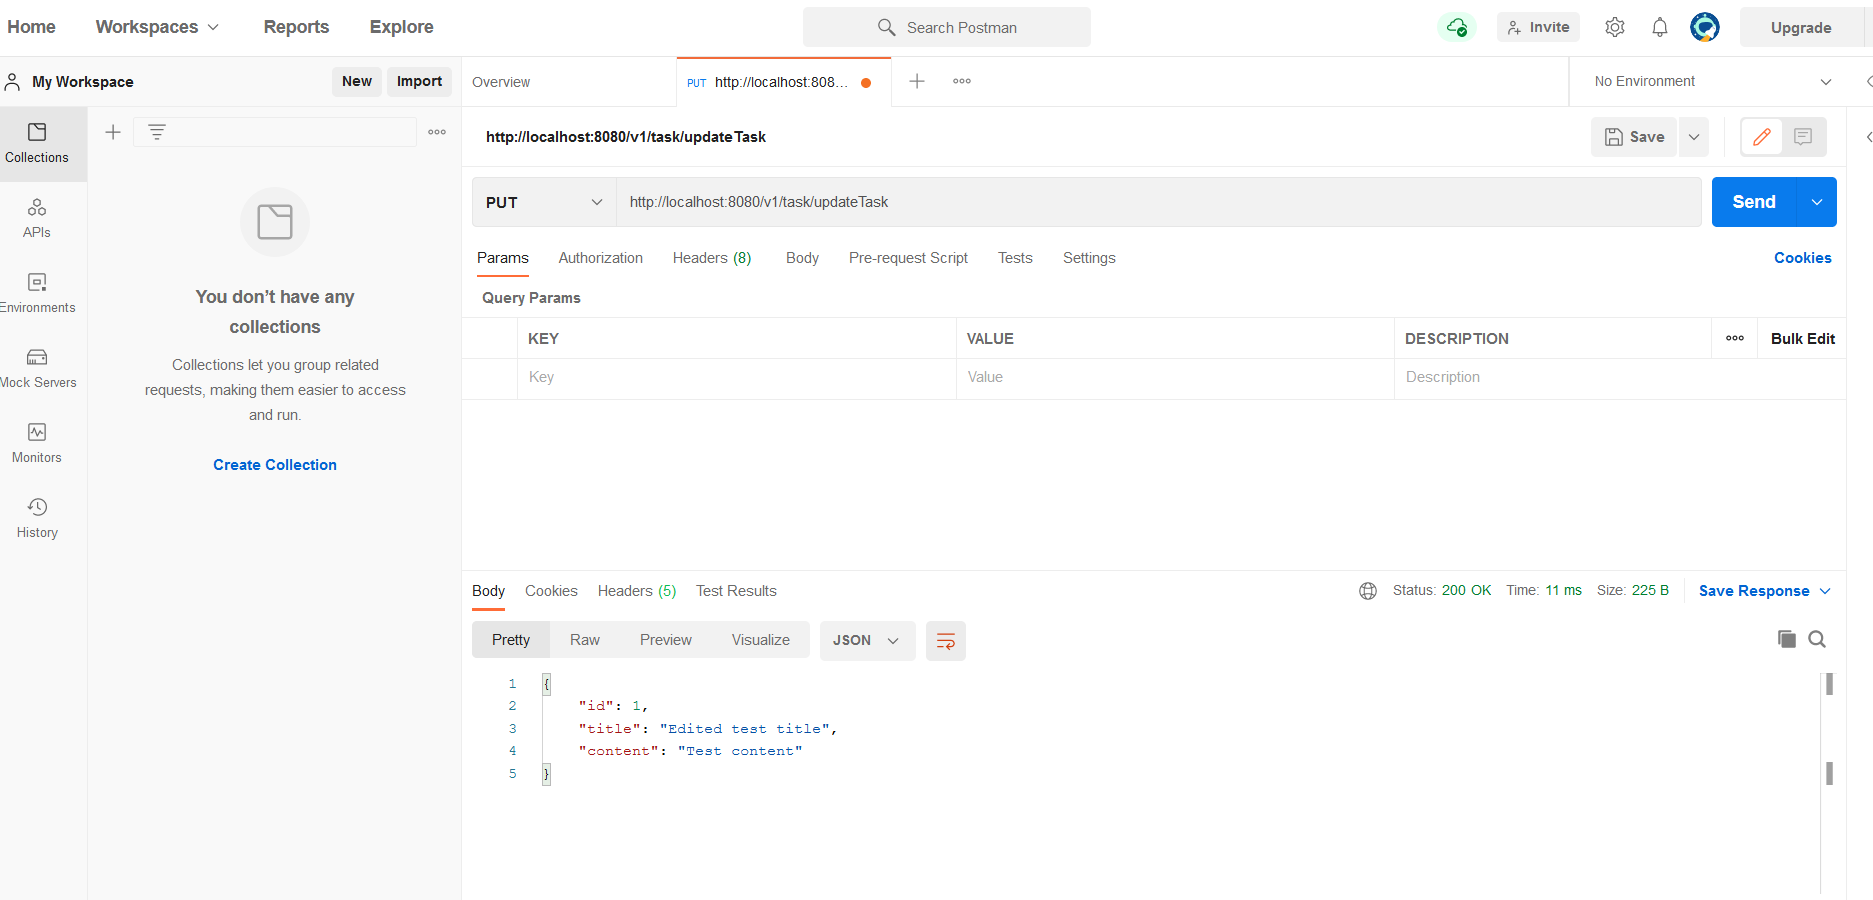 Home Workspaces Reports Explore Search Postman Invite Upgrade
My Workspace New Import Overview PUT http://localhost:808... No Environment
Collections
APIs
Environments
Mock Servers
Monitors
History
You don’t have any
collections
Collections let you group related
requests, making them easier to access
and run.
Create Collection
http://localhost:8080/v1/task/updateTask Save
PUT http://localhost:8080/v1/task/updateTask Send
Params Authorization Headers (8) Body Pre-request Script Tests Settings Cookies
Query Params
KEY VALUE DESCRIPTION Bulk Edit
Key Value Description
Body Cookies Headers (5) Test Results Status: 200 OK Time: 11 ms Size: 225 B Save Response
Pretty Raw Preview Visualize JSON
1 {
2 "id": 1,
3 "title": "Edited test title",
4 "content": "Test content"
5 }